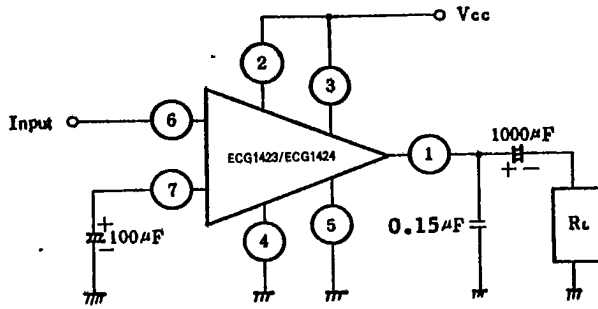 Vcc
2
3
Input
6
ECG1423/ECG1424
1
1000µF
+ -
7
+
100µF
-
4
5
0.15µF
RL